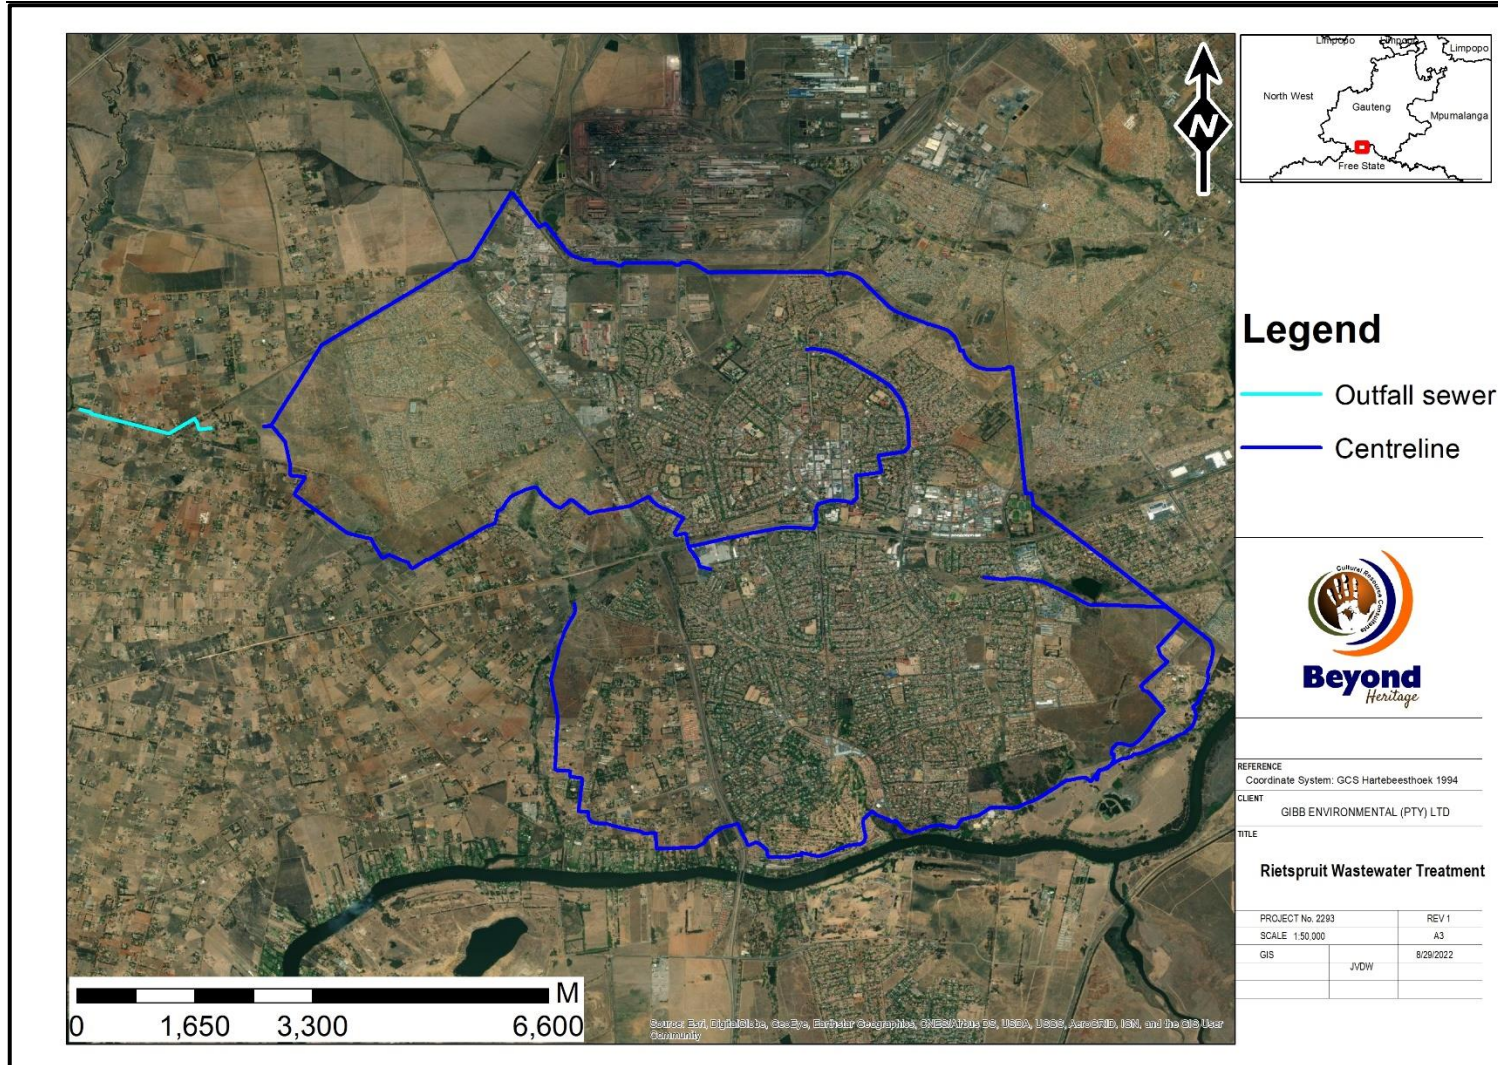 Limpopo
Limpopo
Limpopo
North West
Gauteng
Mpumalanga
Free State
N
Legend
Outfall sewer
Centreline
Cultural Resource Consultants
Beyond
Heritage
REFERENCE
Coordinate System: GCS Hartebeesthoek 1994
CLIENT
GIBB ENVIRONMENTAL (PTY) LTD
TITLE
Rietspruit Wastewater Treatment
PROJECT No. 2293 REV 1
SCALE 1:50,000 A3
GIS JVDW 8/29/2022
M
0 1,650 3,300 6,600
Source: Esri, DigitalGlobe, GeoEye, Earthstar Geographics, CNES/Airbus DS, USDA, USGS, AeroGRID, IGN, and the GIS User
Community